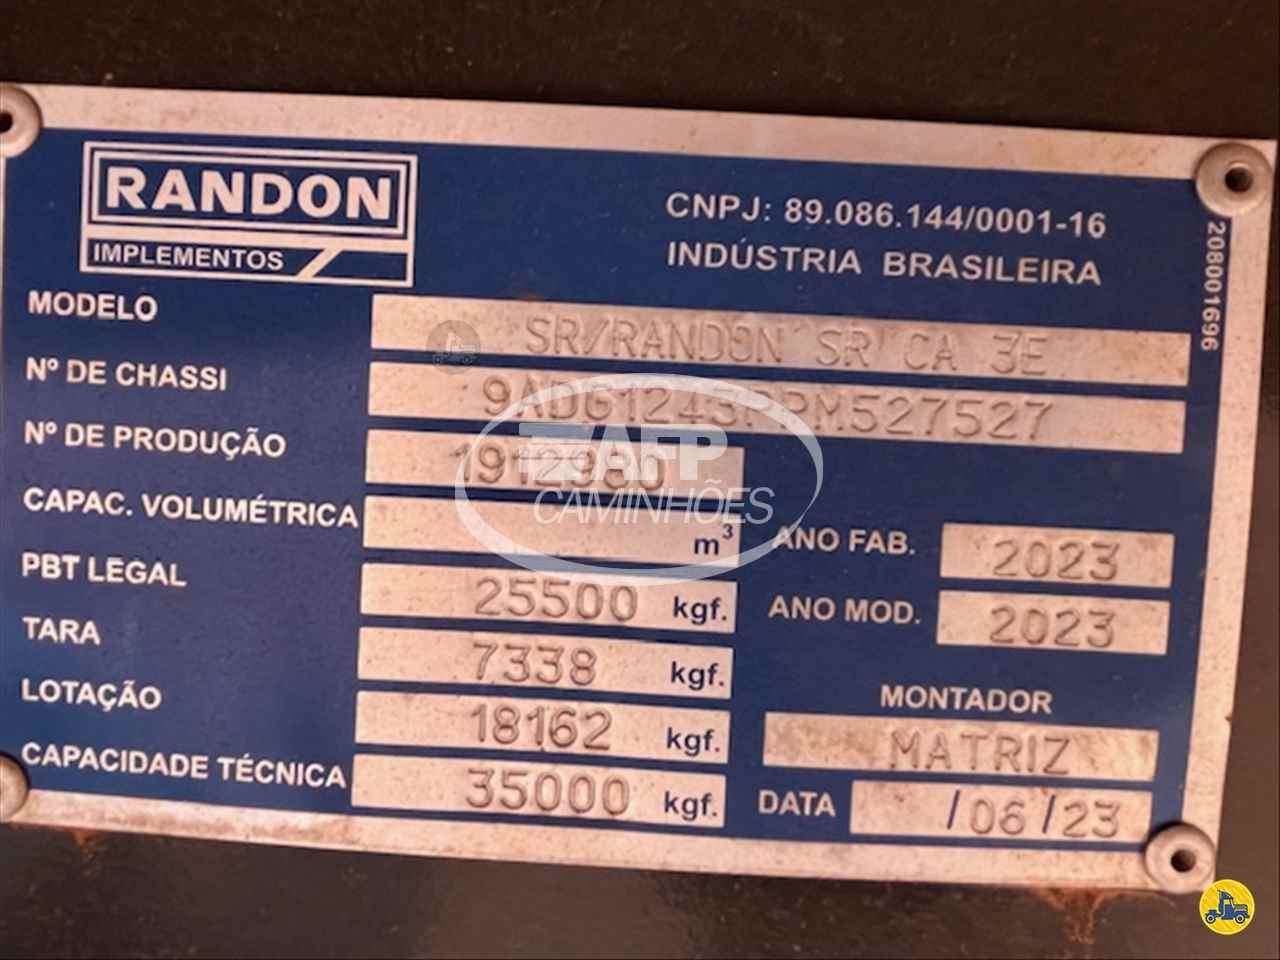 RANDON
IMPLEMENTOS
CNPJ: 89.086.144/0001-16
INDÚSTRIA BRASILEIRA
208001696
MODELO SR/RANDON SR CA 3E
Nº DE CHASSI 9ADG1243PPM527527
Nº DE PRODUÇÃO 1912980
CAPAC. VOLUMÉTRICA m³
ANO FAB. 2023
PBT LEGAL 25500 kgf.
ANO MOD. 2023
TARA 7338 kgf.
LOTAÇÃO 18162 kgf.
MONTADOR
MATRIZ
CAPACIDADE TÉCNICA 35000 kgf.
DATA /06/23
AFP
CAMINHÕES